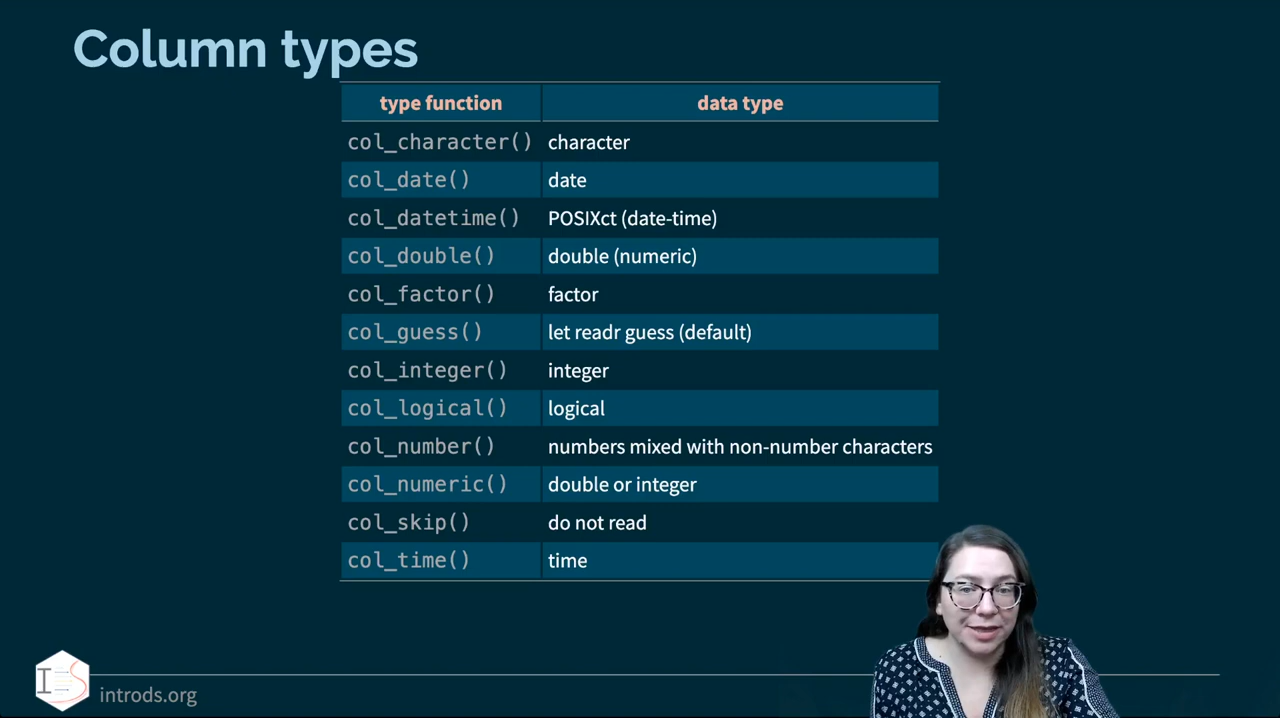 Column types
type function data type
col_character() character
col_date() date
col_datetime() POSIXct (date-time)
col_double() double (numeric)
col_factor() factor
col_guess() let readr guess (default)
col_integer() integer
col_logical() logical
col_number() numbers mixed with non-number characters
col_numeric() double or integer
col_skip() do not read
col_time() time
IDS
introds.org